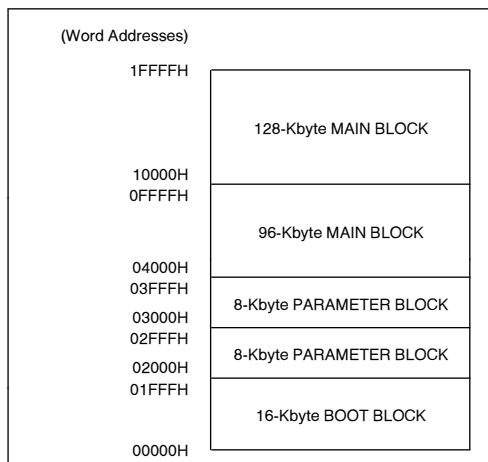 (Word Addresses)
1FFFFH
128-Kbyte MAIN BLOCK
10000H
0FFFFH
96-Kbyte MAIN BLOCK
04000H
03FFFH
8-Kbyte PARAMETER BLOCK
03000H
02FFFH
8-Kbyte PARAMETER BLOCK
02000H
01FFFH
16-Kbyte BOOT BLOCK
00000H